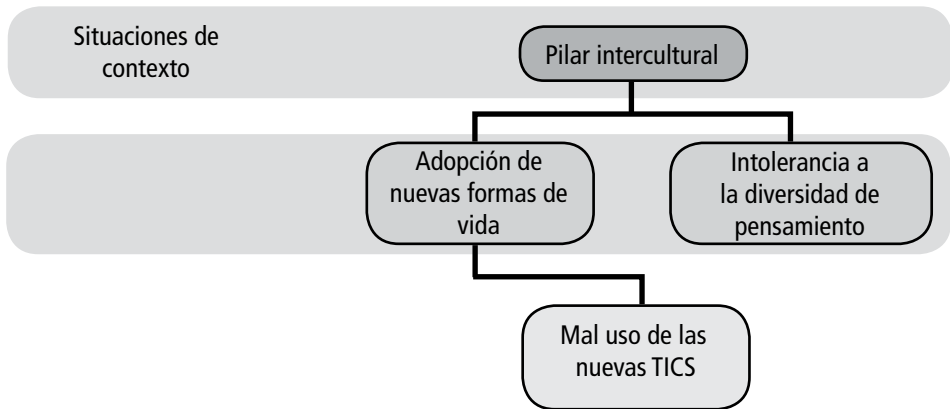 Situaciones de
contexto
Pilar intercultural
Adopción de
nuevas formas de
vida
Intolerancia a
la diversidad de
pensamiento
Mal uso de las
nuevas TICS